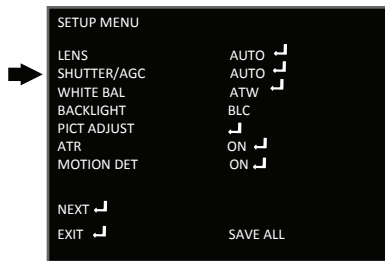 SETUP MENU
LENS AUTO ↵
SHUTTER/AGC AUTO ↵
WHITE BAL ATW ↵
BACKLIGHT BLC
PICT ADJUST ↵
ATR ON ↵
MOTION DET ON ↵
NEXT ↵
EXIT ↵ SAVE ALL